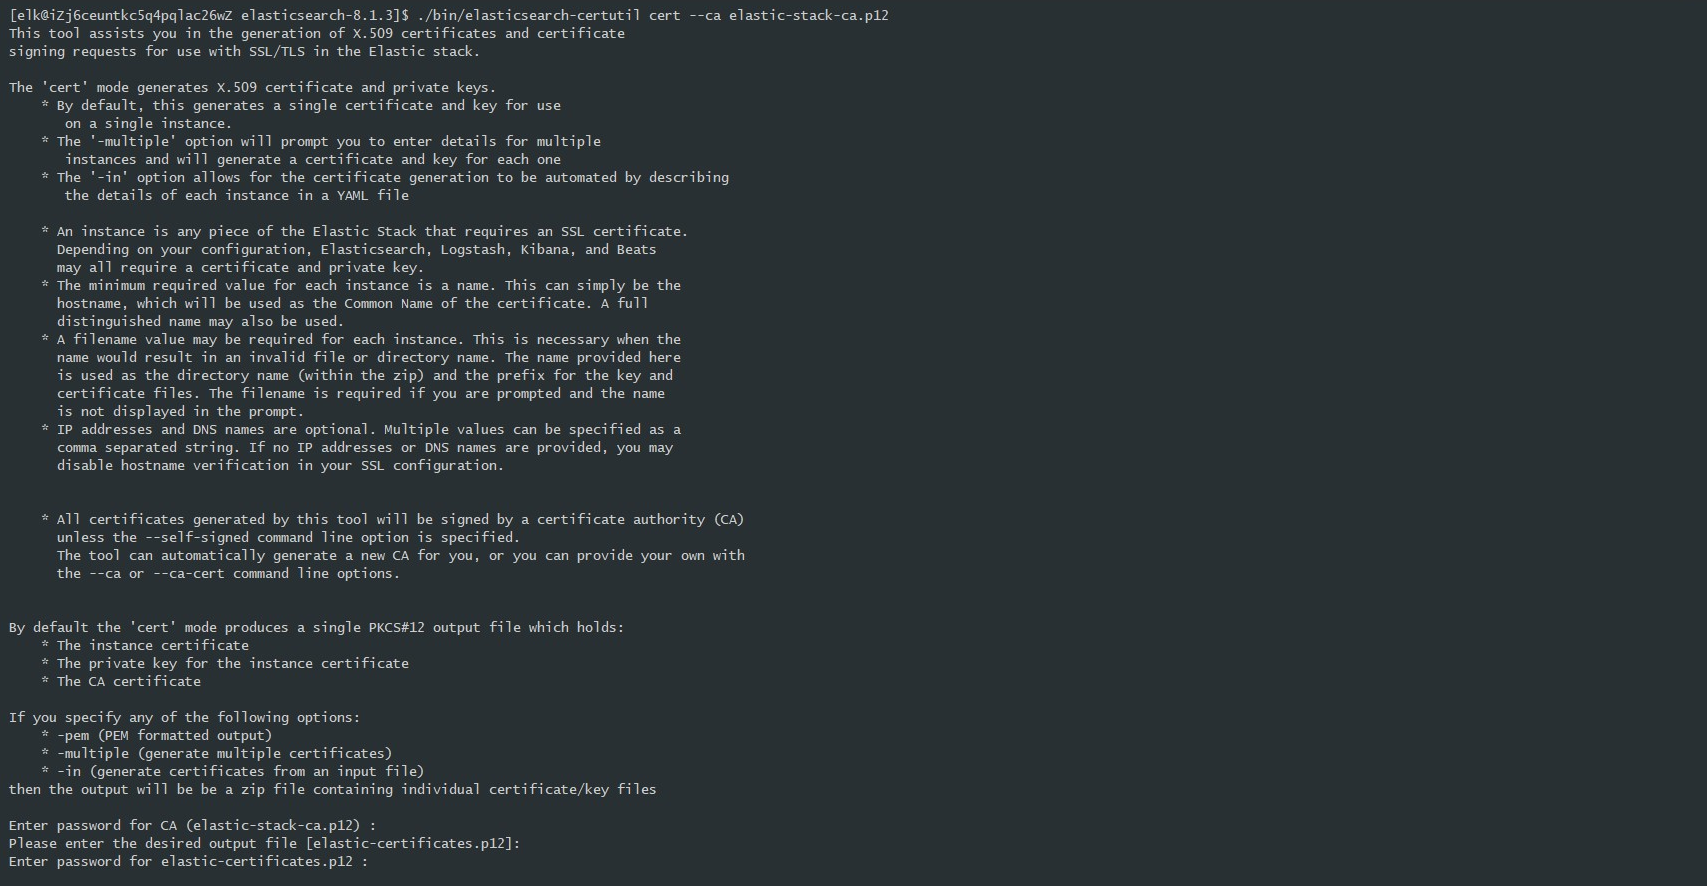 [elk@iZj6ceuntkc5q4pqlac26wZ elasticsearch-8.1.3]$ ./bin/elasticsearch-certutil cert --ca elastic-stack-ca.p12
This tool assists you in the generation of X.509 certificates and certificate
signing requests for use with SSL/TLS in the Elastic stack.

The 'cert' mode generates X.509 certificate and private keys.
    * By default, this generates a single certificate and key for use
       on a single instance.
    * The '-multiple' option will prompt you to enter details for multiple
       instances and will generate a certificate and key for each one
    * The '-in' option allows for the certificate generation to be automated by describing
       the details of each instance in a YAML file

    * An instance is any piece of the Elastic Stack that requires an SSL certificate.
      Depending on your configuration, Elasticsearch, Logstash, Kibana, and Beats
      may all require a certificate and private key.
    * The minimum required value for each instance is a name. This can simply be the
      hostname, which will be used as the Common Name of the certificate. A full
      distinguished name may also be used.
    * A filename value may be required for each instance. This is necessary when the
      name would result in an invalid file or directory name. The name provided here
      is used as the directory name (within the zip) and the prefix for the key and
      certificate files. The filename is required if you are prompted and the name
      is not displayed in the prompt.
    * IP addresses and DNS names are optional. Multiple values can be specified as a
      comma separated string. If no IP addresses or DNS names are provided, you may
      disable hostname verification in your SSL configuration.

    * All certificates generated by this tool will be signed by a certificate authority (CA)
      unless the --self-signed command line option is specified.
      The tool can automatically generate a new CA for you, or you can provide your own with
      the --ca or --ca-cert command line options.

By default the 'cert' mode produces a single PKCS#12 output file which holds:
    * The instance certificate
    * The private key for the instance certificate
    * The CA certificate

If you specify any of the following options:
    * -pem (PEM formatted output)
    * -multiple (generate multiple certificates)
    * -in (generate certificates from an input file)
then the output will be be a zip file containing individual certificate/key files

Enter password for CA (elastic-stack-ca.p12) :
Please enter the desired output file [elastic-certificates.p12]:
Enter password for elastic-certificates.p12 :